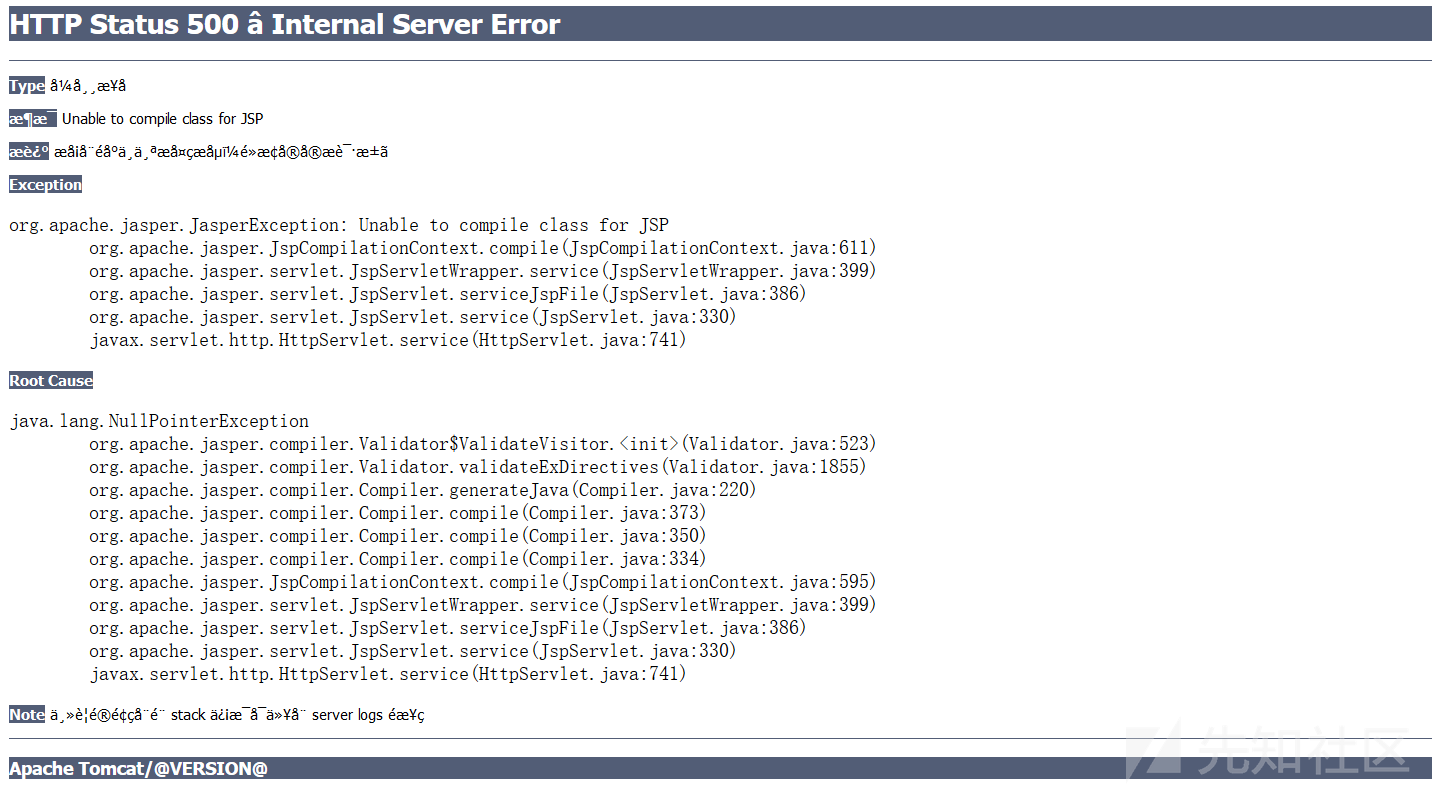 HTTP Status 500 â Internal Server Error
Type å¼å¸¸æ¥å
æ¶æ¯ Unable to compile class for JSP
æè¿° æå¡å¨éåºä¸ä¸ªæå¤çæåµï¼é»æ¢å®å®æè¯·æ±ã
Exception
org.apache.jasper.JasperException: Unable to compile class for JSP
org.apache.jasper.JspCompilationContext.compile(JspCompilationContext.java:611)
org.apache.jasper.servlet.JspServletWrapper.service(JspServletWrapper.java:399)
org.apache.jasper.servlet.JspServlet.serviceJspFile(JspServlet.java:386)
org.apache.jasper.servlet.JspServlet.service(JspServlet.java:330)
javax.servlet.http.HttpServlet.service(HttpServlet.java:741)
Root Cause
java.lang.NullPointerException
org.apache.jasper.compiler.Validator$ValidateVisitor.<init>(Validator.java:523)
org.apache.jasper.compiler.Validator.validateExDirectives(Validator.java:1855)
org.apache.jasper.compiler.Compiler.generateJava(Compiler.java:220)
org.apache.jasper.compiler.Compiler.compile(Compiler.java:373)
org.apache.jasper.compiler.Compiler.compile(Compiler.java:350)
org.apache.jasper.compiler.Compiler.compile(Compiler.java:334)
org.apache.jasper.JspCompilationContext.compile(JspCompilationContext.java:595)
org.apache.jasper.servlet.JspServletWrapper.service(JspServletWrapper.java:399)
org.apache.jasper.servlet.JspServlet.serviceJspFile(JspServlet.java:386)
org.apache.jasper.servlet.JspServlet.service(JspServlet.java:330)
javax.servlet.http.HttpServlet.service(HttpServlet.java:741)
Note ä¸»è¦é®é¢çå¨é¨ stack ä¿¡æ¯å¯ä»¥å¨ server logs éæ¥ç
Apache Tomcat/@VERSION@
先知社区